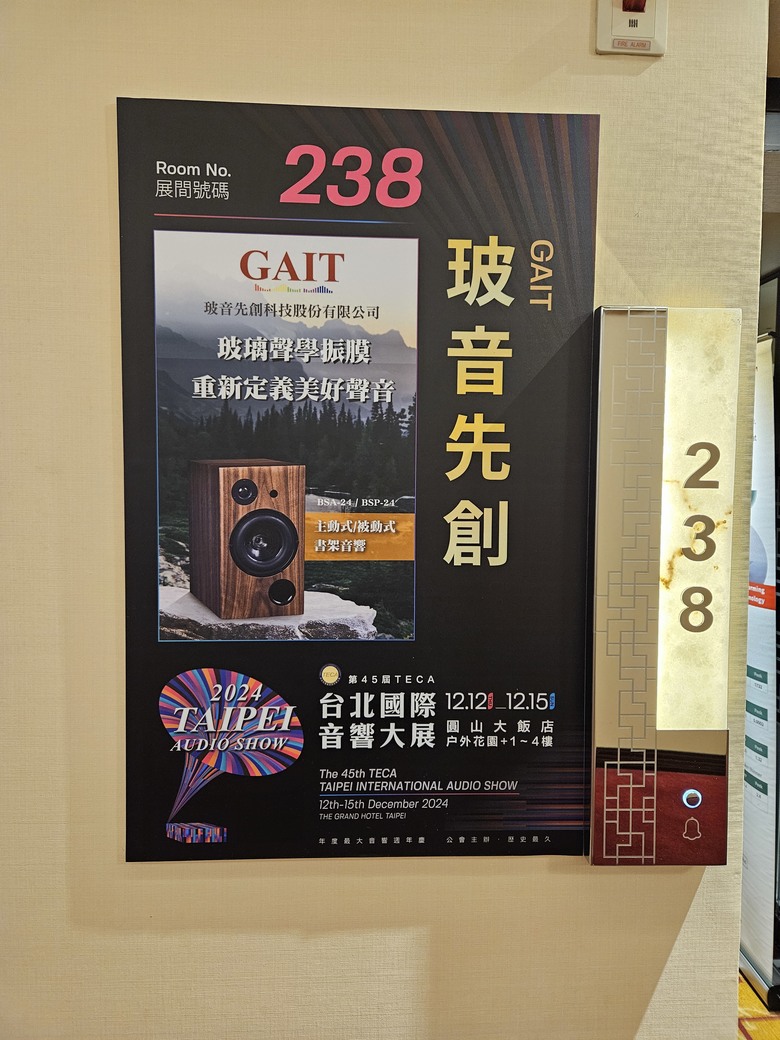 FIRE ALARM
Room No.
展間號碼
238
GAIT
玻音先創科技股份有限公司
玻璃聲學振膜
重新定義美好聲音
BSA-24 / BSP-24
主動式/被動式
書架音響
玻音先創
GAIT
238
2024
TAIPEI
AUDIO SHOW
TECA
第45屆TECA
台北國際
音響大展
12.12 12.15
圓山大飯店
户外花園+1~4樓
The 45th TECA
TAIPEI INTERNATIONAL AUDIO SHOW
12th-15th December 2024
THE GRAND HOTEL TAIPEI
年度最大音響週年慶 公會主辦·歷史最久